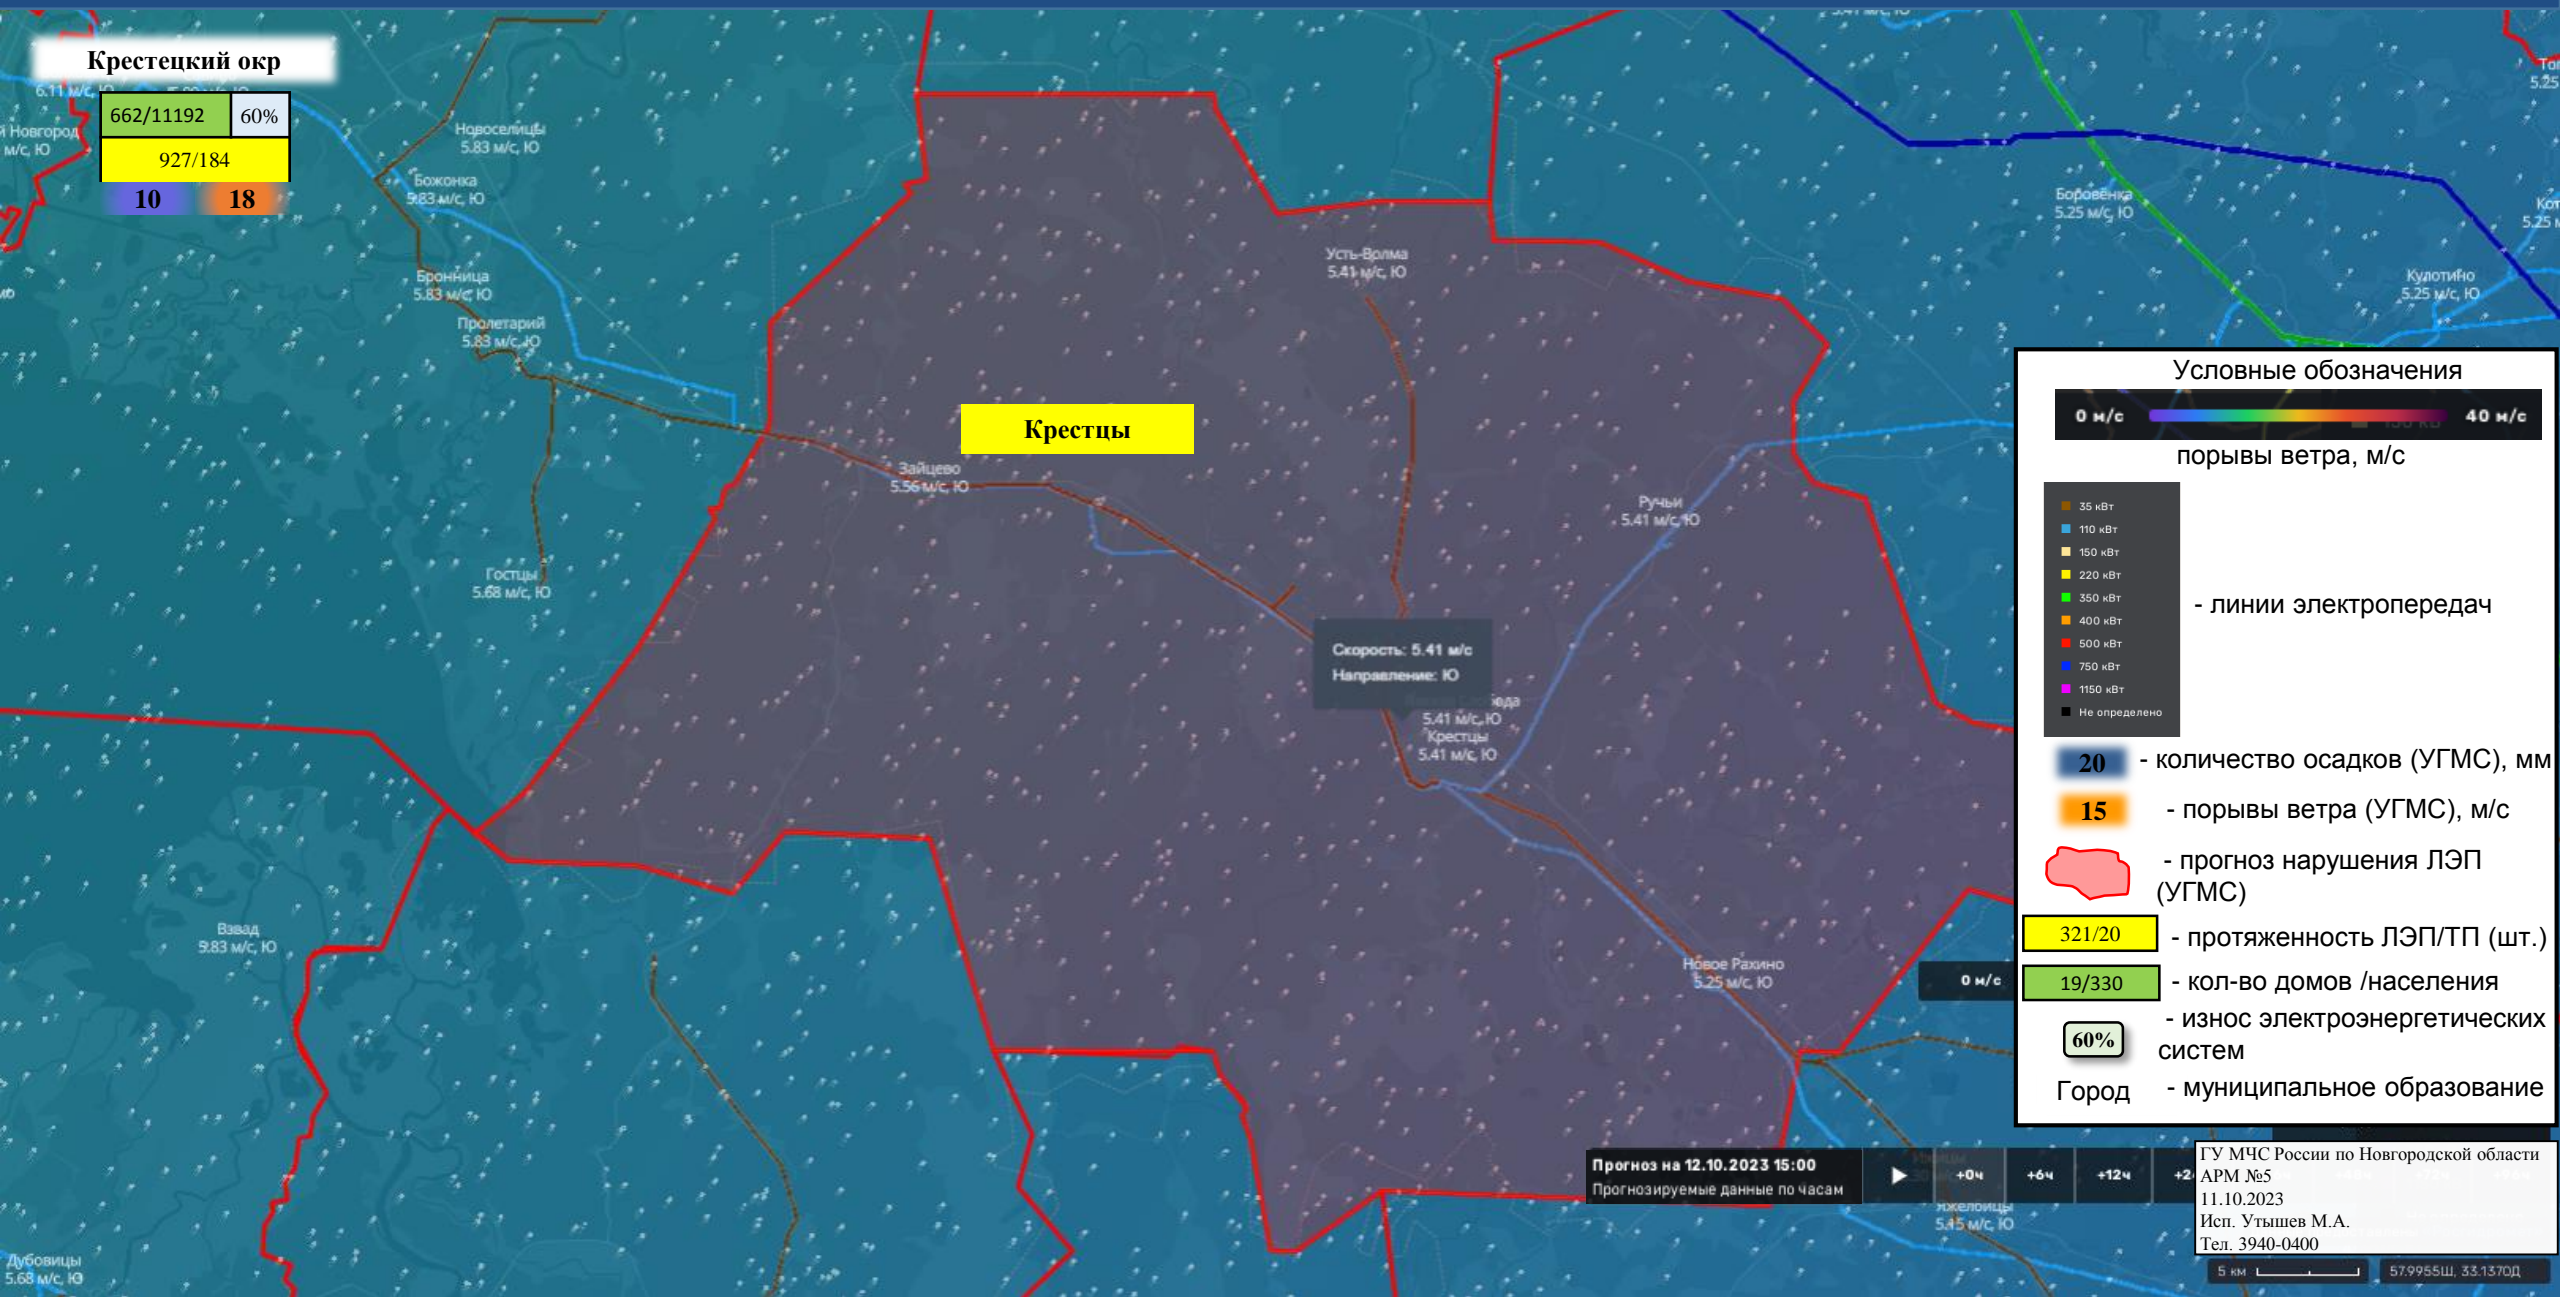 Крестецкий окр
6.11 м/с,
662/11192
60%
927/184
10
18
Новгород
м/с, Ю
Новоселицы
5.83 м/с, Ю
Божонка
5.83 м/с, Ю
Бронница
5.83 м/с, Ю
Пролетарий
5.83 м/с, Ю
Гостцы
5.68 м/с, Ю
Взвад
5.83 м/с, Ю
Дубовицы
5.68 м/с, Ю
Усть-Волма
5.41 м/с, Ю
Крестцы
Зайцево
5.56 м/с, Ю
Ручьи
5.41 м/с, Ю
Скорость: 5.41 м/с
Направление: Ю
5.41 м/с, Ю
Крестцы
5.41 м/с, Ю
Новое Рахино
5.25 м/с, Ю
Боровёнка
5.25 м/с, Ю
Кулотино
5.25 м/с, Ю
5.25
Яжелбицы
5.15 м/с, Ю
0 м/с
Условные обозначения
0 м/с
40 м/с
порывы ветра, м/с
35 кВт
110 кВт
150 кВт
220 кВт
350 кВт
400 кВт
500 кВт
750 кВт
1150 кВт
Не определено
- линии электропередач
20 - количество осадков (УГМС), мм
15 - порывы ветра (УГМС), м/с
- прогноз нарушения ЛЭП
(УГМС)
321/20 - протяженность ЛЭП/ТП (шт.)
19/330 - кол-во домов /населения
60% - износ электроэнергетических
систем
Город - муниципальное образование
Прогноз на 12.10.2023 15:00
Прогнозируемые данные по часам
+0ч
+6ч
+12ч
ГУ МЧС России по Новгородской области
АРМ №5
11.10.2023
Исп. Утышев М.А.
Тел. 3940-0400
5 км
57.9955Ш, 33.1370Д